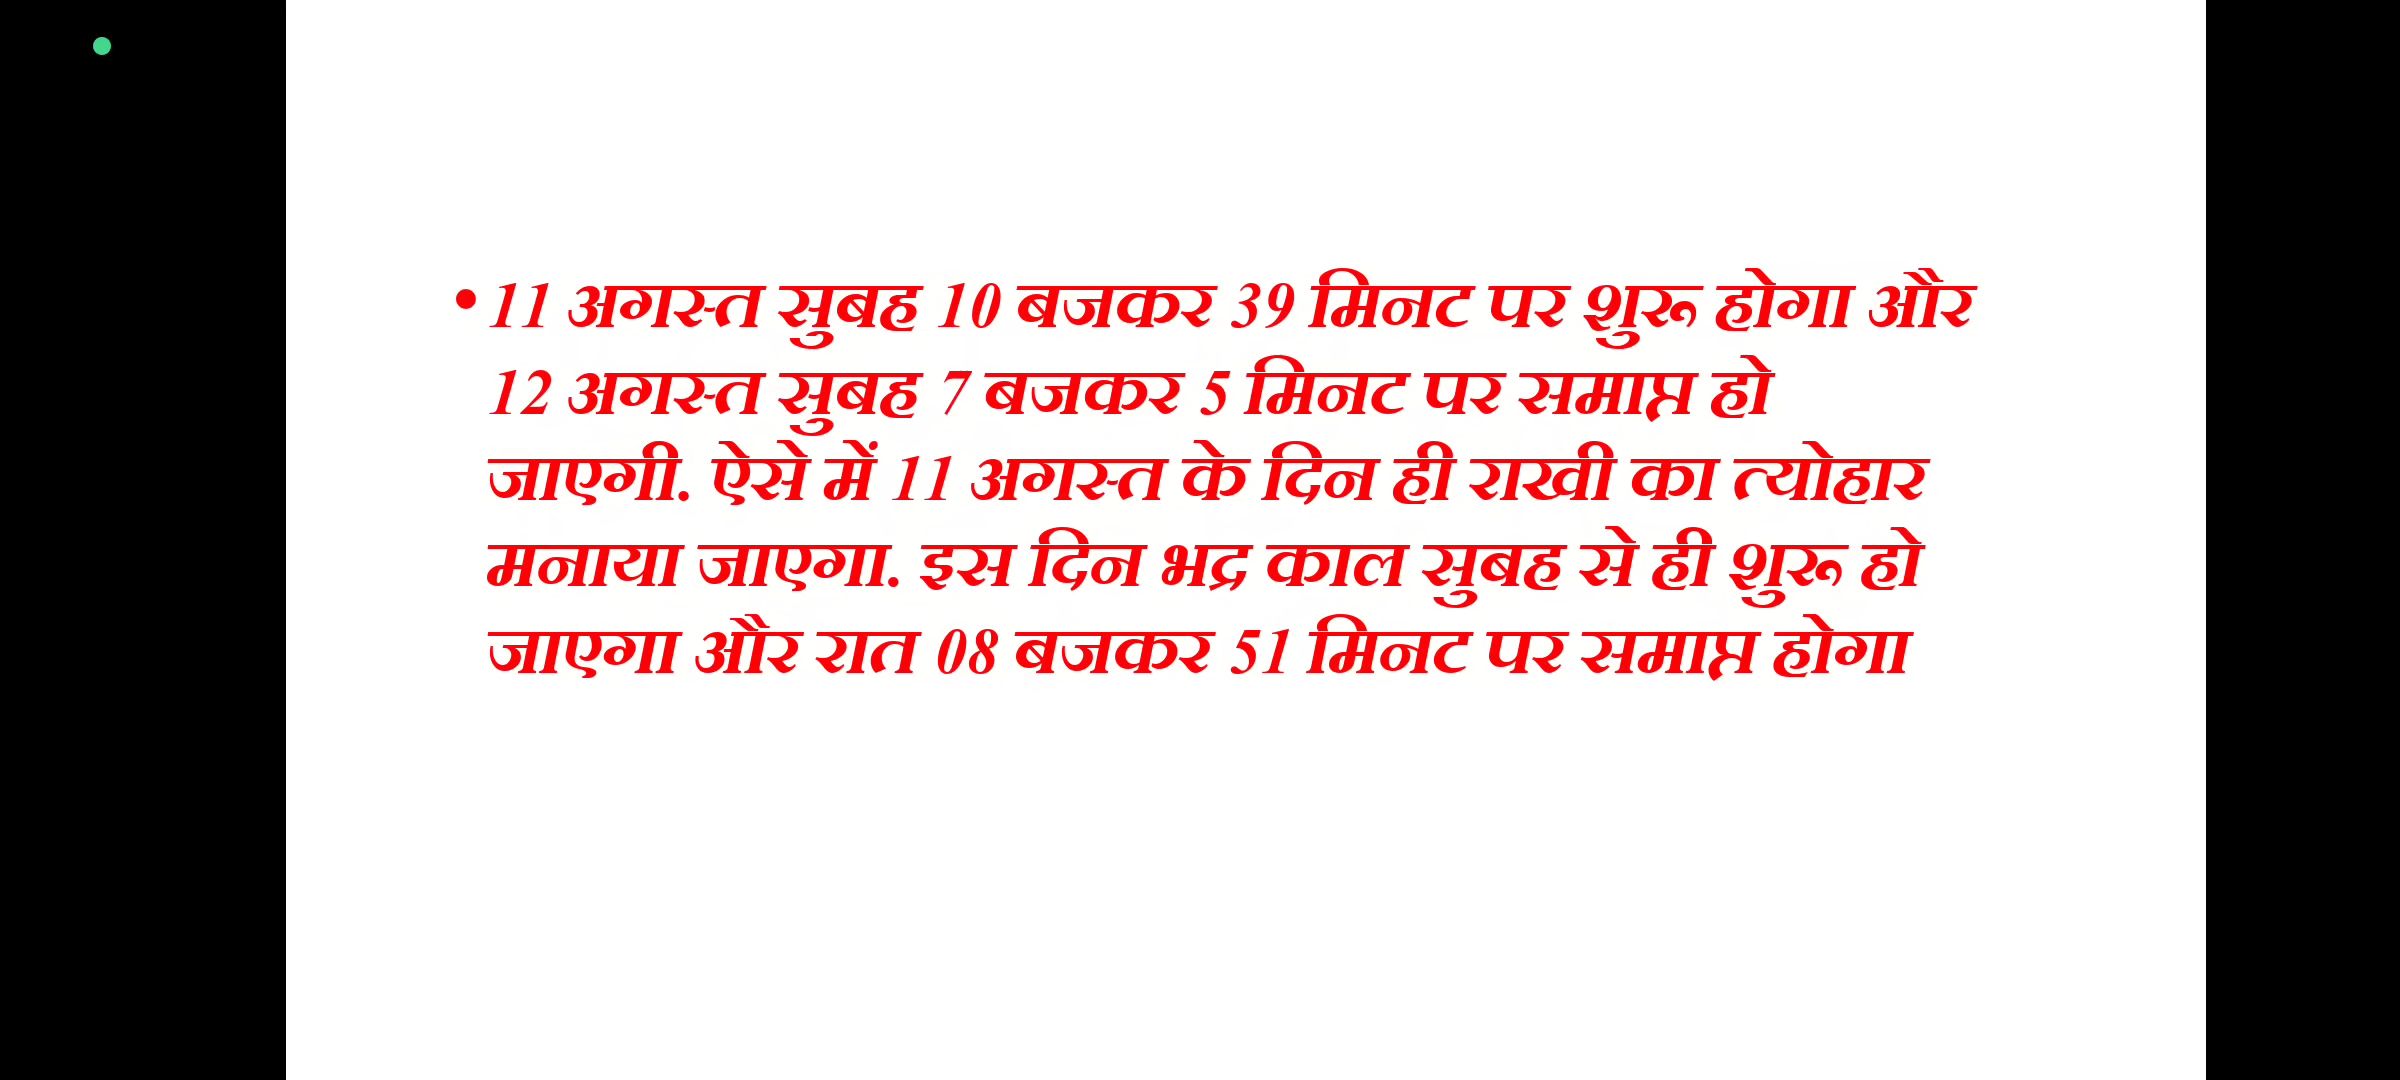 • 11 अगस्त सुबह 10 बजकर 39 मिनट पर शुरू होगा और
12 अगस्त सुबह 7 बजकर 5 मिनट पर समाप्त हो
जाएगी. ऐसे में 11 अगस्त के दिन ही राखी का त्योहार
मनाया जाएगा. इस दिन भद्र काल सुबह से ही शुरू हो
जाएगा और रात 08 बजकर 51 मिनट पर समाप्त होगा